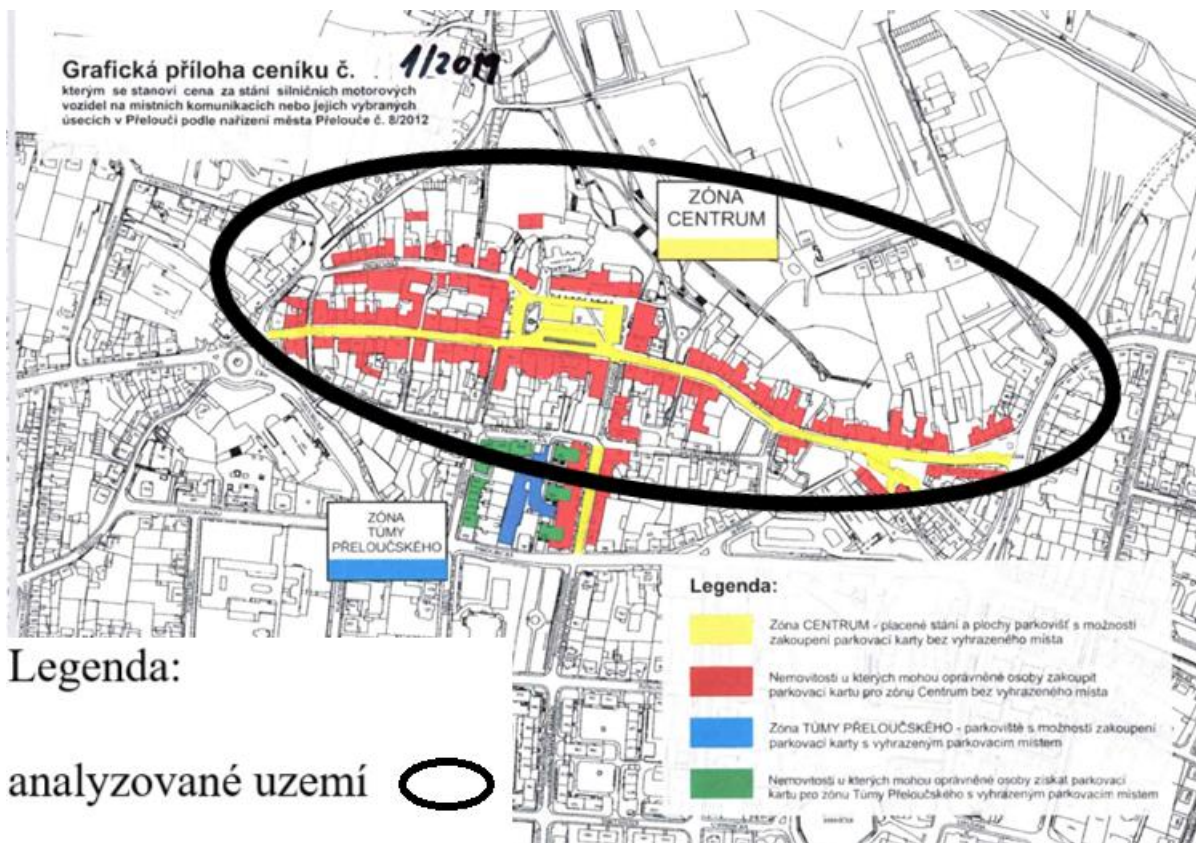 Grafická příloha ceníku č. 1/2019
kterým se stanoví cena za stání silničních motorových
vozidel na místních komunikacích nebo jejich vybraných
úsecích v Přelouči podle nařízení města Přelouče č. 8/2012
ZÓNA
CENTRUM
ZÓNA
TŮMY
PŘELOUČSKÉHO
Legenda:
Zóna CENTRUM - placené stání a plochy parkovišť s možností
zakoupení parkovací karty bez vyhrazeného místa
Nemovitosti u kterých mohou oprávněné osoby zakoupit
parkovací kartu pro zónu Centrum bez vyhrazeného místa
Zóna TŮMY PŘELOUČSKÉHO - parkoviště s možností zakoupení
parkovací karty s vyhrazeným parkovacím místem
Nemovitosti u kterých mohou oprávněné osoby získat parkovací
kartu pro zónu Tůmy Přeloučského s vyhrazeným parkovacím místem
Legenda:
analyzované uzemí